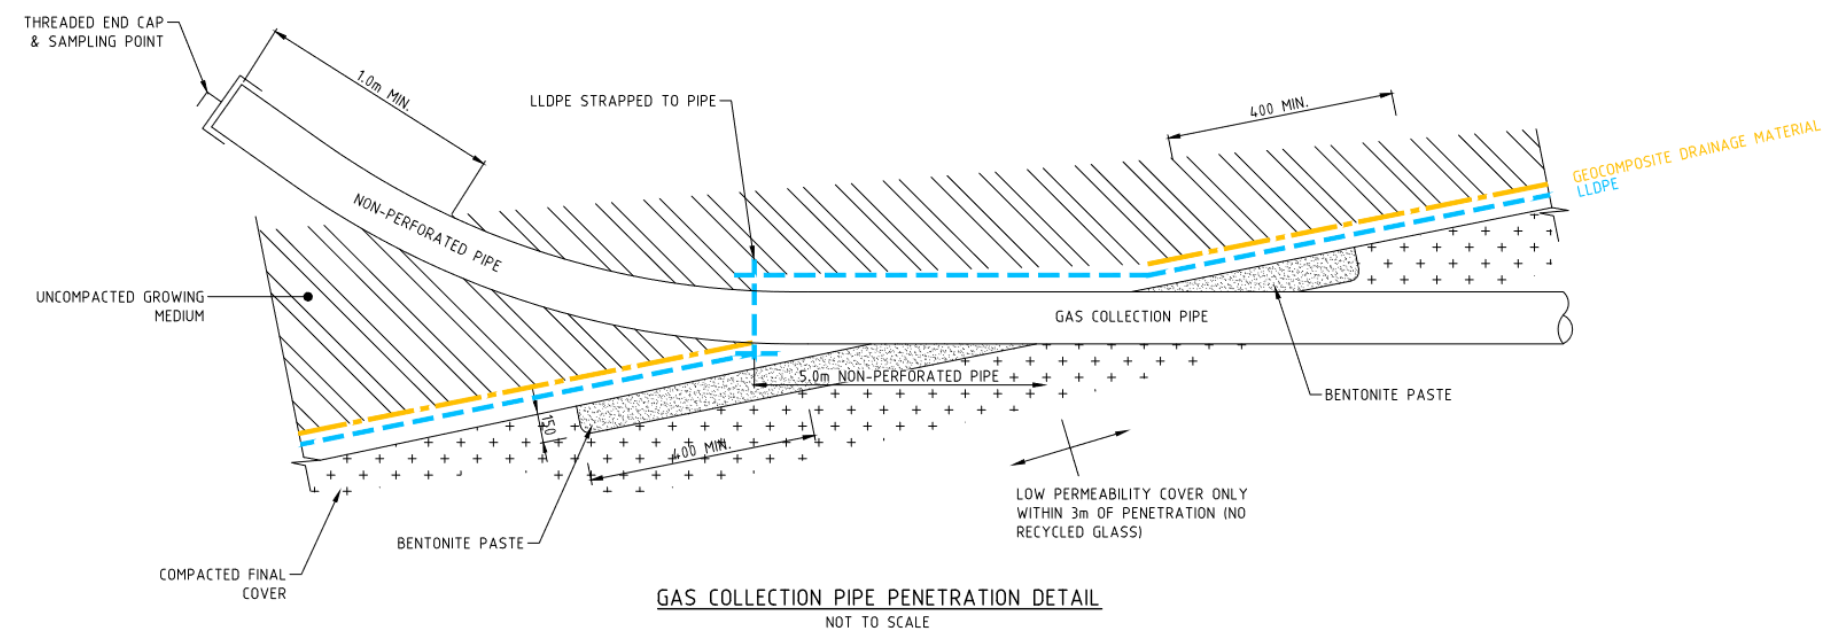 THREADED END CAP
& SAMPLING POINT
1.0m MIN.
LLDPE STRAPPED TO PIPE
400 MIN.
GEOCOMPOSITE DRAINAGE MATERIAL
LLDPE
NON-PERFORATED PIPE
UNCOMPACTED GROWING
MEDIUM
GAS COLLECTION PIPE
5.0m NON-PERFORATED PIPE
BENTONITE PASTE
150
400 MIN.
LOW PERMEABILITY COVER ONLY
WITHIN 3m OF PENETRATION (NO
RECYCLED GLASS)
BENTONITE PASTE
COMPACTED FINAL
COVER
GAS COLLECTION PIPE PENETRATION DETAIL
NOT TO SCALE